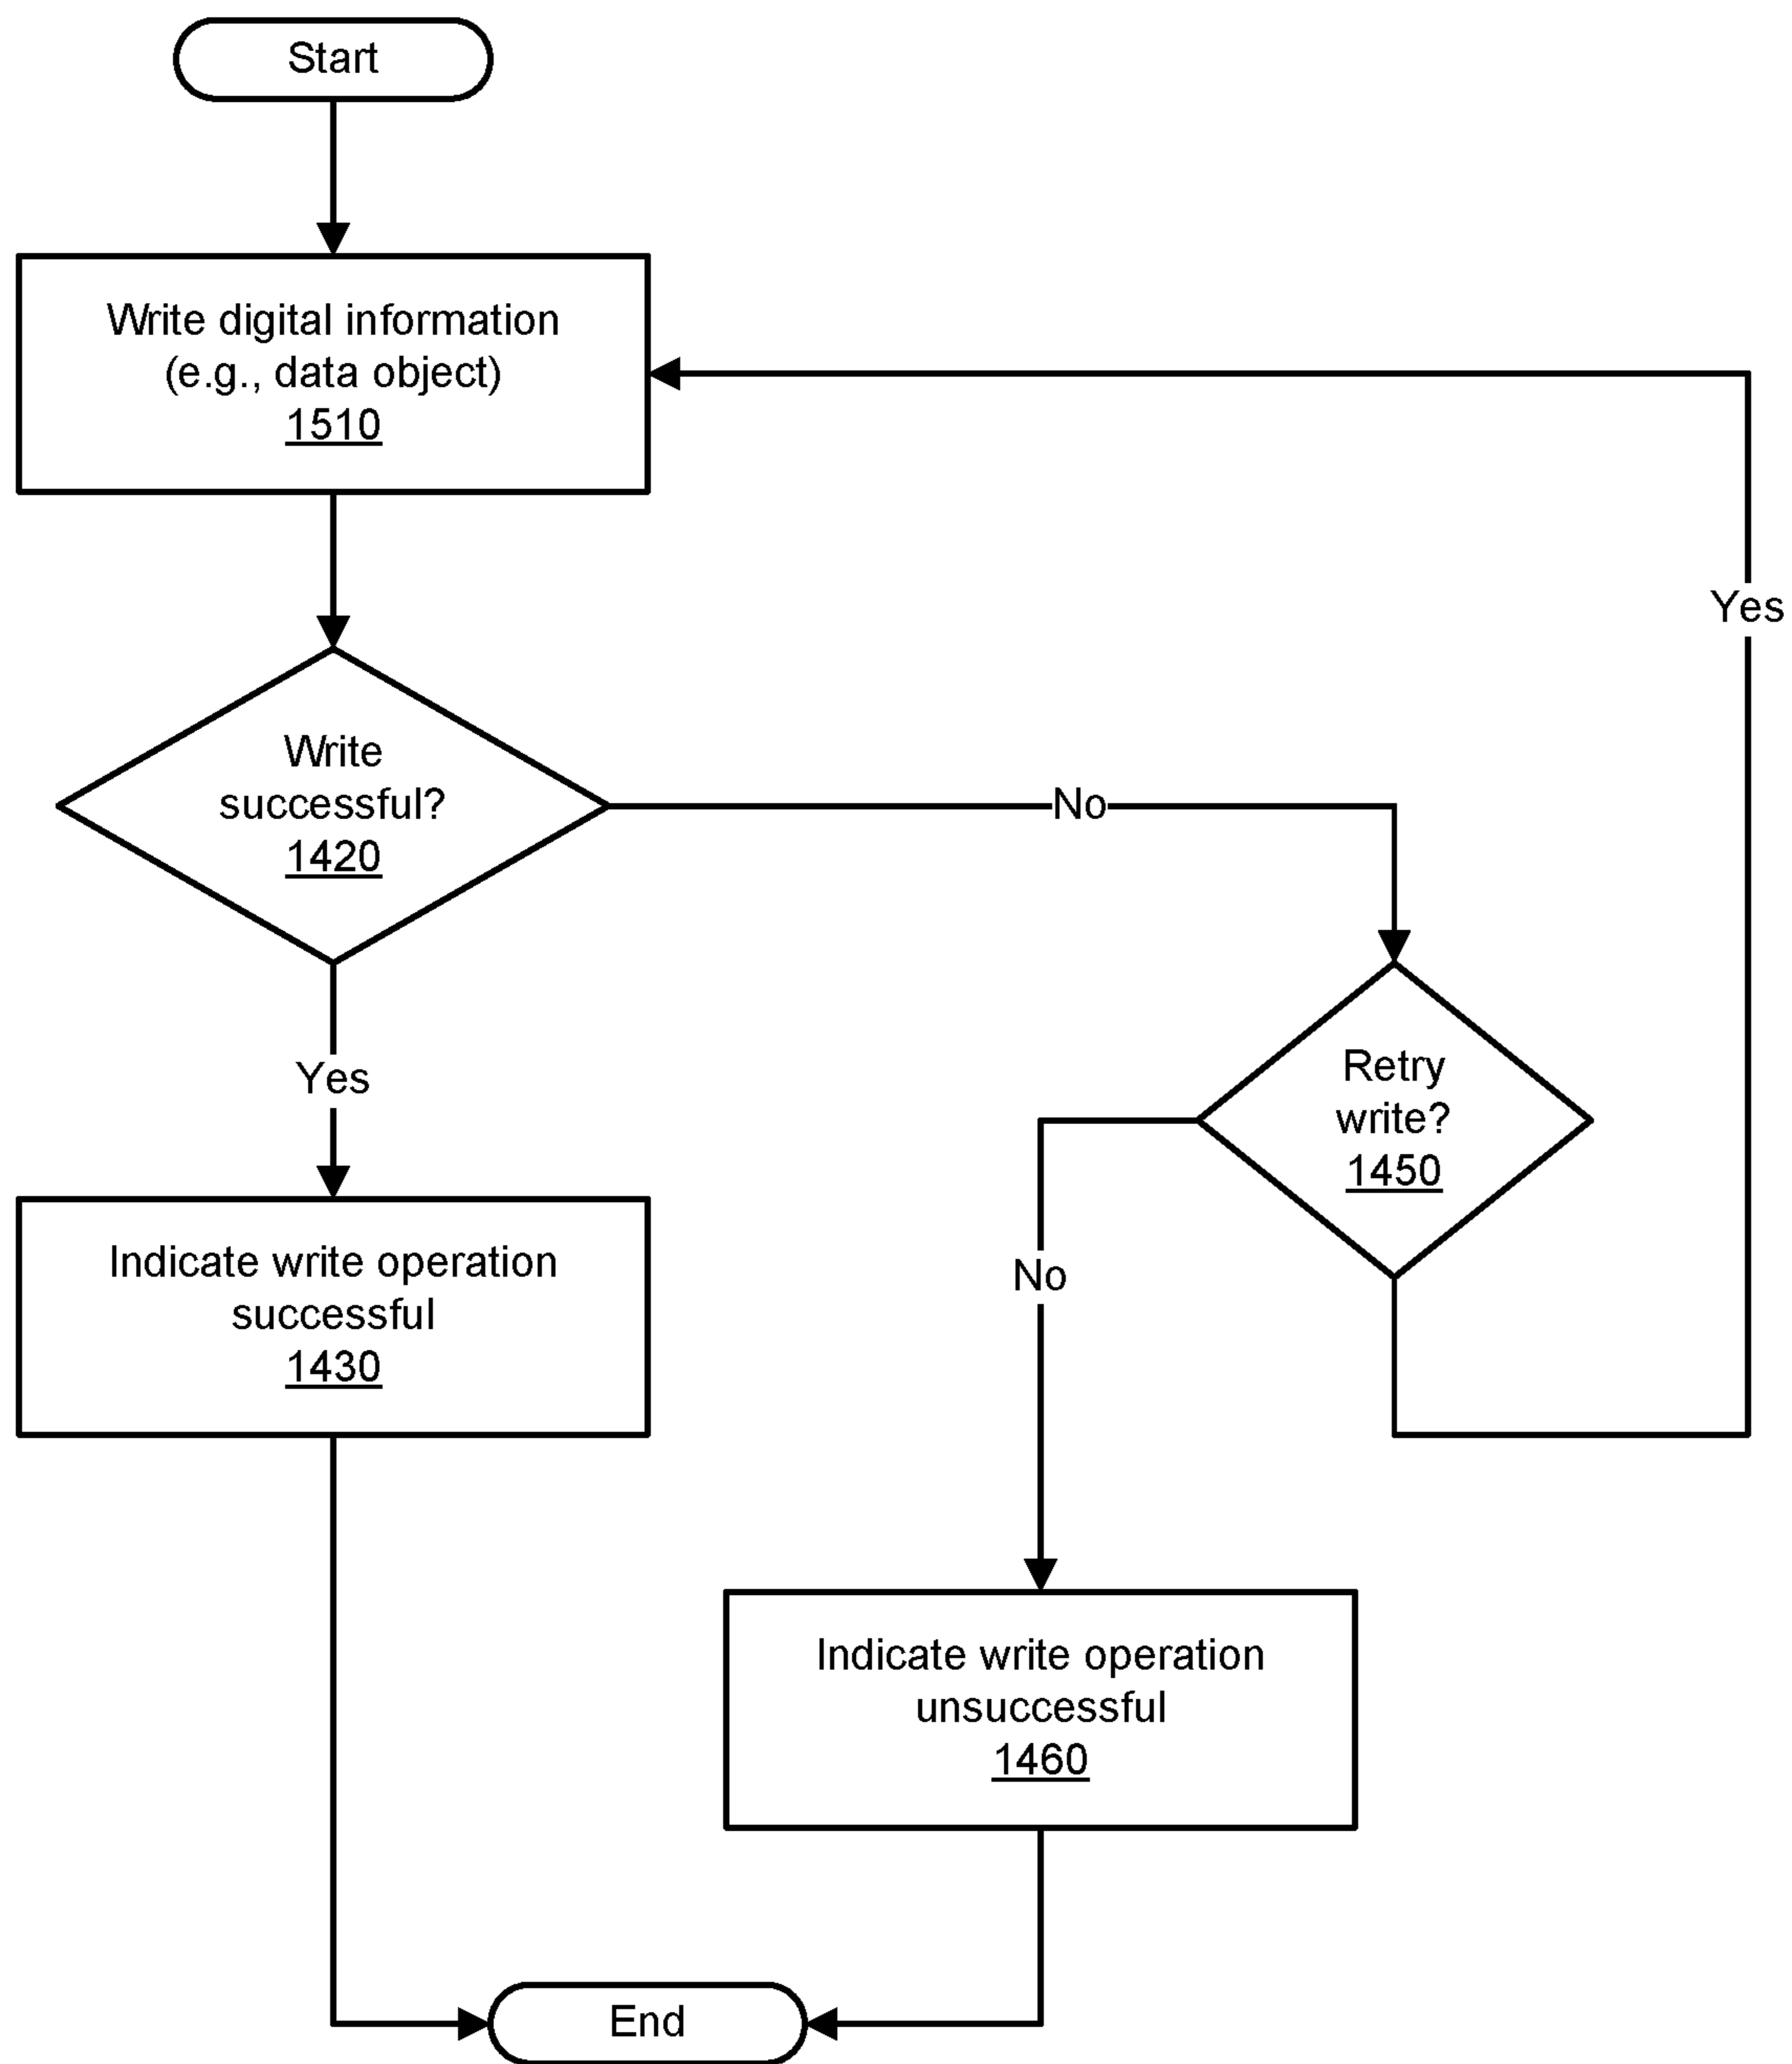 Start
Write digital information
(e.g., data object)
1510
Yes
Write
successful?
1420
No
Yes
Retry
write?
1450
Indicate write operation
successful
1430
No
Indicate write operation
unsuccessful
1460
End